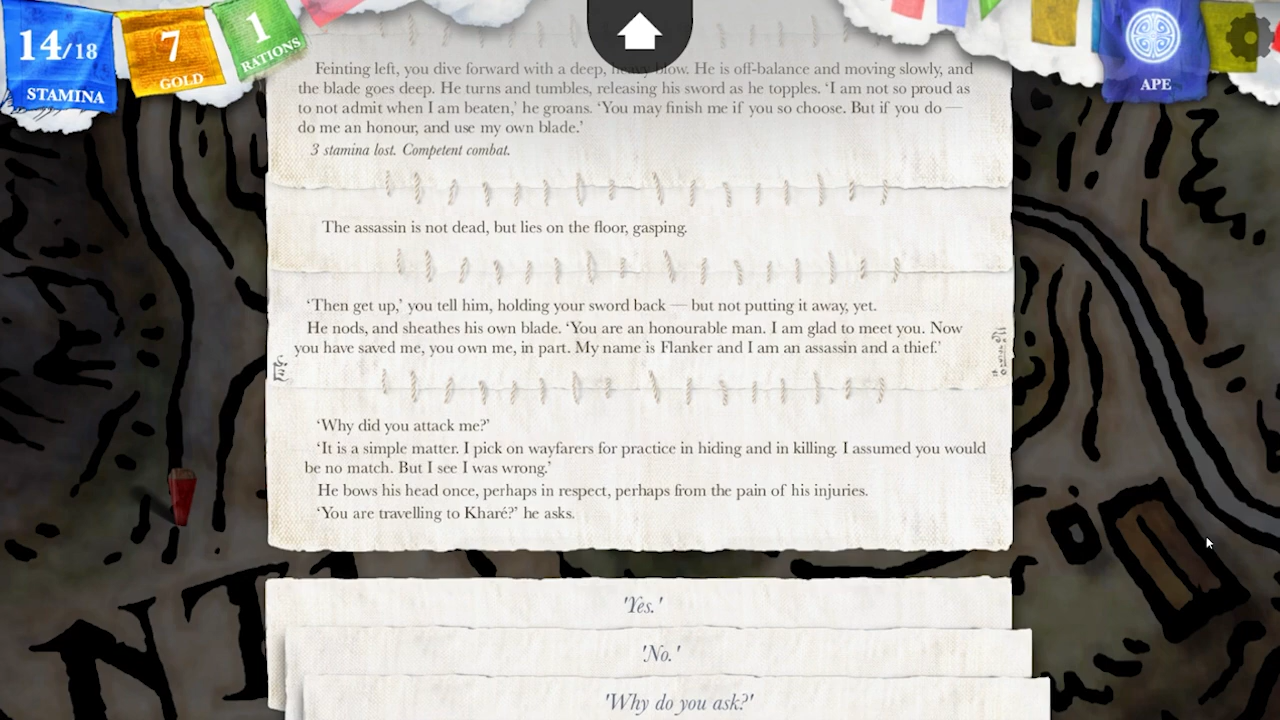 14/18
STAMINA
7
GOLD
1
RATIONS
APE
Feinting left, you dive forward with a deep, heavy blow. He is off-balance and moving slowly, and
the blade goes deep. He turns and tumbles, releasing his sword as he topples. ‘I am not so proud as
to not admit when I am beaten,’ he groans. ‘You may finish me if you so choose. But if you do —
do me an honour, and use my own blade.’
3 stamina lost. Competent combat.
The assassin is not dead, but lies on the floor, gasping.
‘Then get up,’ you tell him, holding your sword back — but not putting it away, yet.
He nods, and sheathes his own blade. ‘You are an honourable man. I am glad to meet you. Now
you have saved me, you own me, in part. My name is Flanker and I am an assassin and a thief.’
‘Why did you attack me?’
‘It is a simple matter. I pick on wayfarers for practice in hiding and in killing. I assumed you would
be no match. But I see I was wrong.’
He bows his head once, perhaps in respect, perhaps from the pain of his injuries.
‘You are travelling to Kharé?’ he asks.
'Yes.'
'No.'
'Why do you ask?'
NT